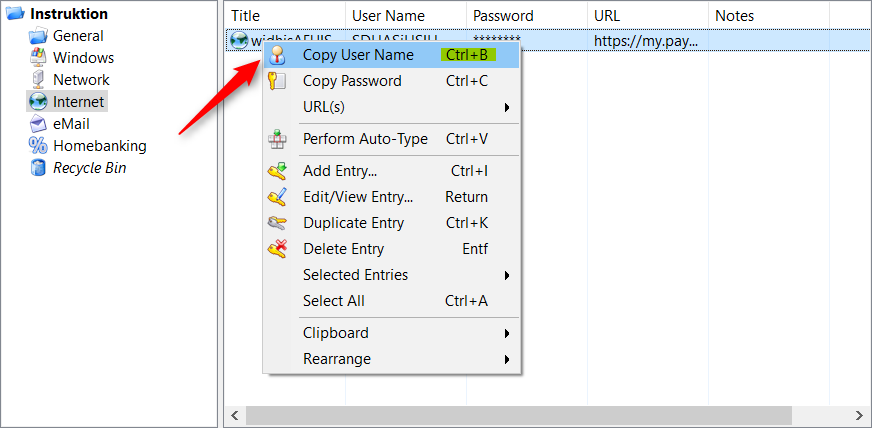 Instruktion
General
Windows
Network
Internet
eMail
Homebanking
Recycle Bin
Title User Name Password URL Notes
******** https://my.pay...
Copy User Name Ctrl+B
Copy Password Ctrl+C
URL(s)
Perform Auto-Type Ctrl+V
Add Entry... Ctrl+I
Edit/View Entry... Return
Duplicate Entry Ctrl+K
Delete Entry Entf
Selected Entries
Select All Ctrl+A
Clipboard
Rearrange